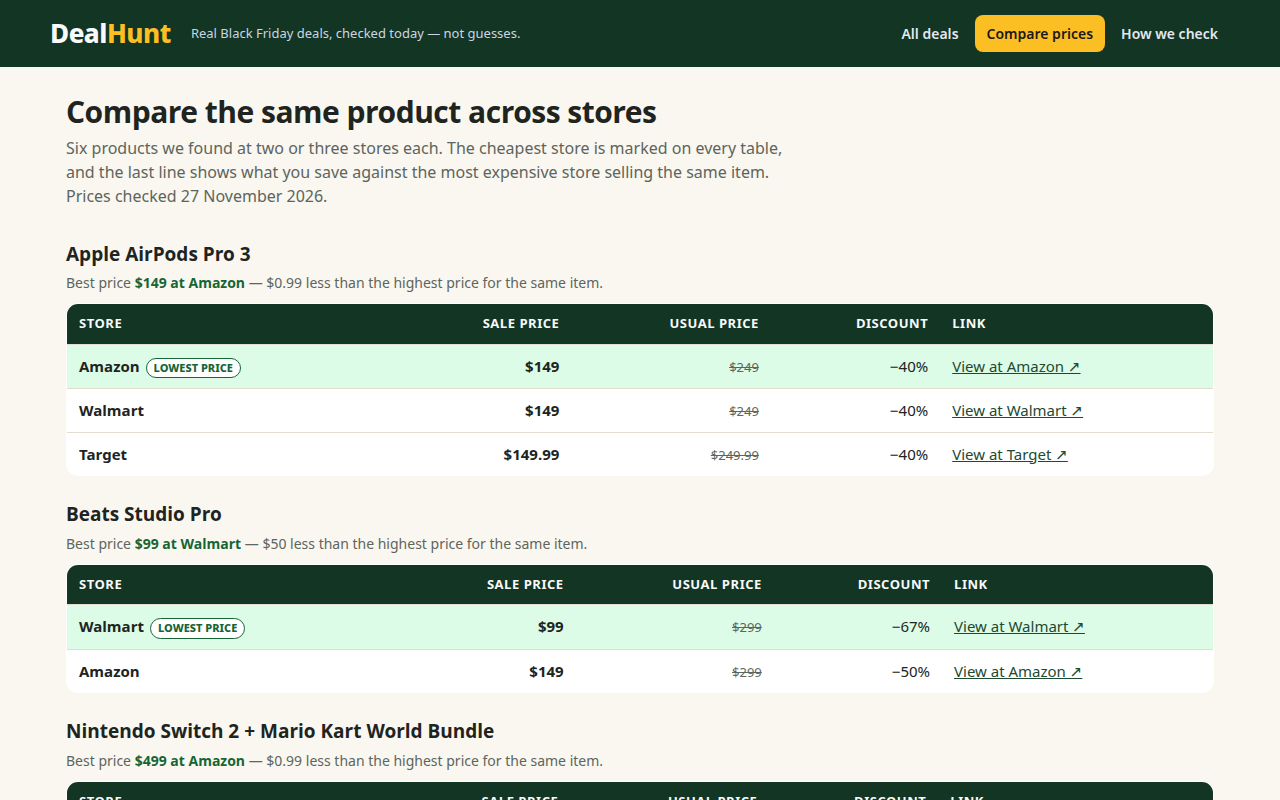 DealHunt Real Black Friday deals, checked today — not guesses. All deals Compare prices How we check
Compare the same product across stores
Six products we found at two or three stores each. The cheapest store is marked on every table,
and the last line shows what you save against the most expensive store selling the same item.
Prices checked 27 November 2026.
Apple AirPods Pro 3
Best price $149 at Amazon — $0.99 less than the highest price for the same item.
STORE SALE PRICE USUAL PRICE DISCOUNT LINK
Amazon LOWEST PRICE $149 $249 −40% View at Amazon ↗
Walmart $149 $249 −40% View at Walmart ↗
Target $149.99 $249.99 −40% View at Target ↗
Beats Studio Pro
Best price $99 at Walmart — $50 less than the highest price for the same item.
STORE SALE PRICE USUAL PRICE DISCOUNT LINK
Walmart LOWEST PRICE $99 $299 −67% View at Walmart ↗
Amazon $149 $299 −50% View at Amazon ↗
Nintendo Switch 2 + Mario Kart World Bundle
Best price $499 at Amazon — $0.99 less than the highest price for the same item.
STORE SALE PRICE USUAL PRICE DISCOUNT LINK